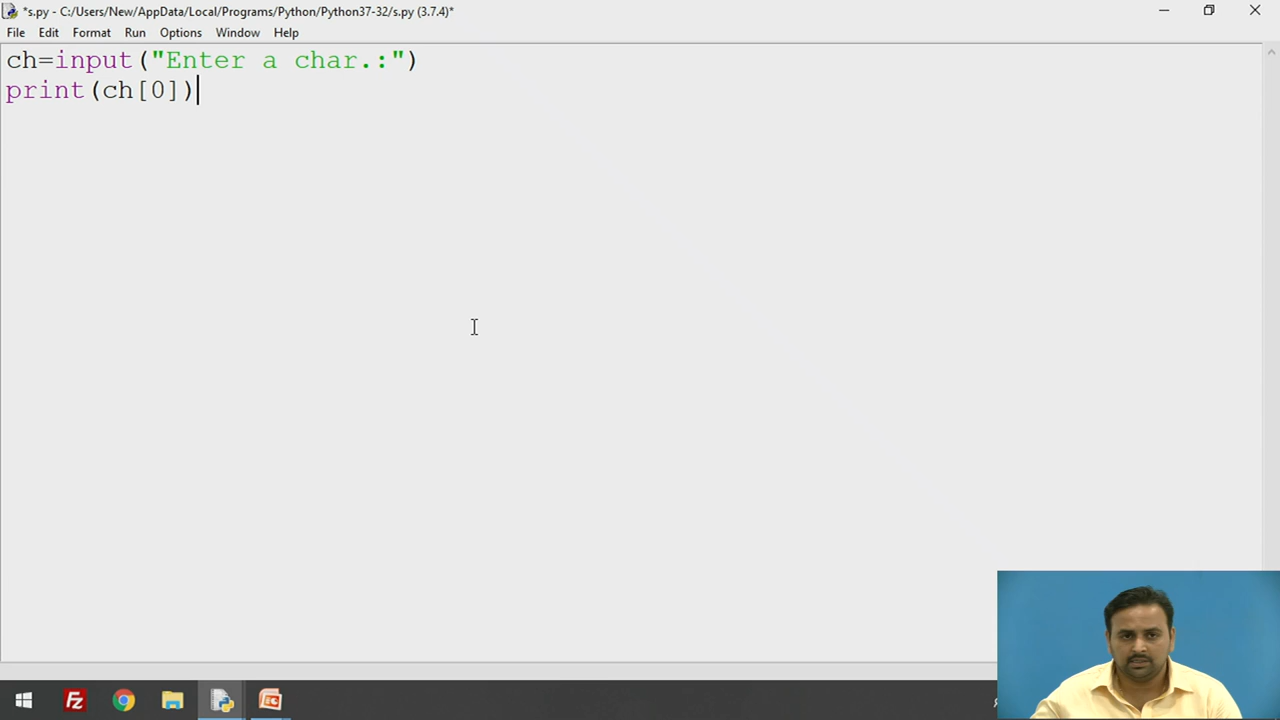 *s.py - C:/Users/New/AppData/Local/Programs/Python/Python37-32/s.py (3.7.4)*
File Edit Format Run Options Window Help
ch=input("Enter a char.:")
print(ch[0])
Fz